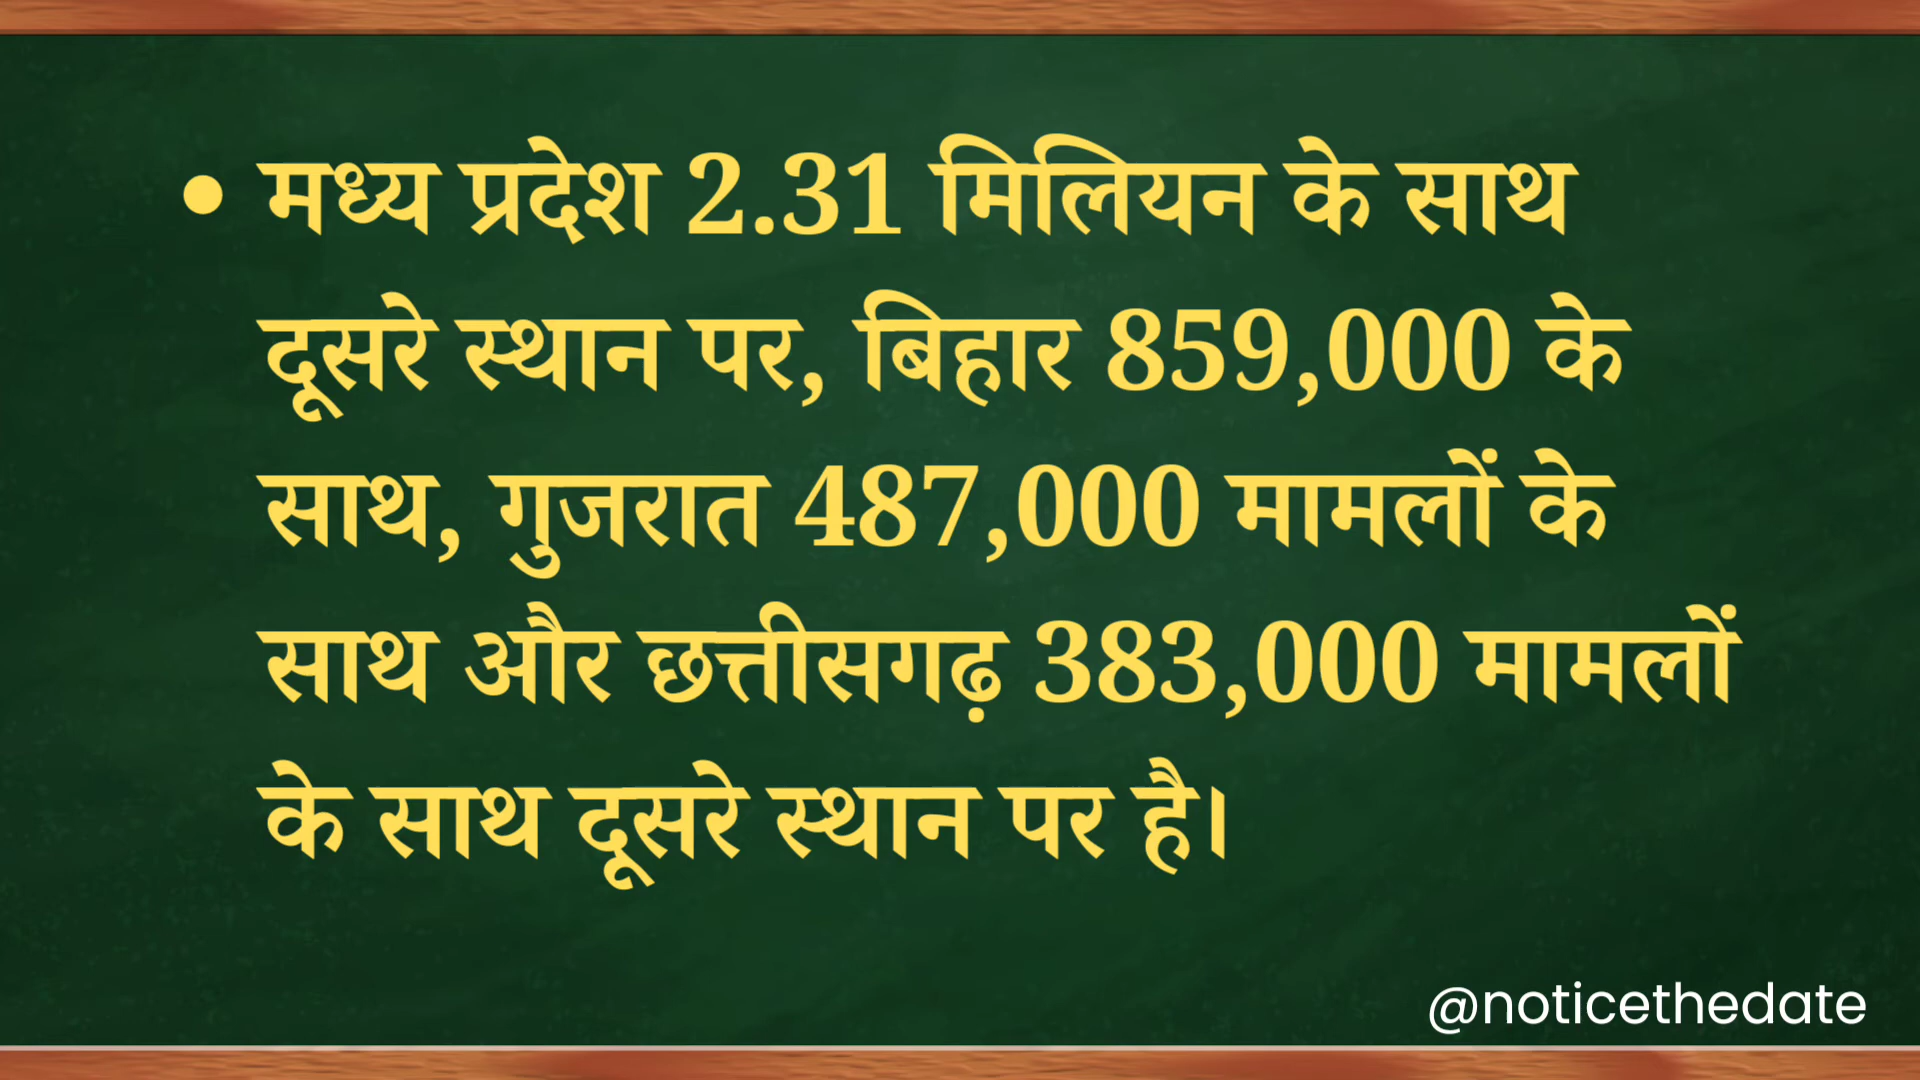 • मध्य प्रदेश 2.31 मिलियन के साथ
दूसरे स्थान पर, बिहार 859,000 के
साथ, गुजरात 487,000 मामलों के
साथ और छत्तीसगढ़ 383,000 मामलों
के साथ दूसरे स्थान पर है।
@noticethedate